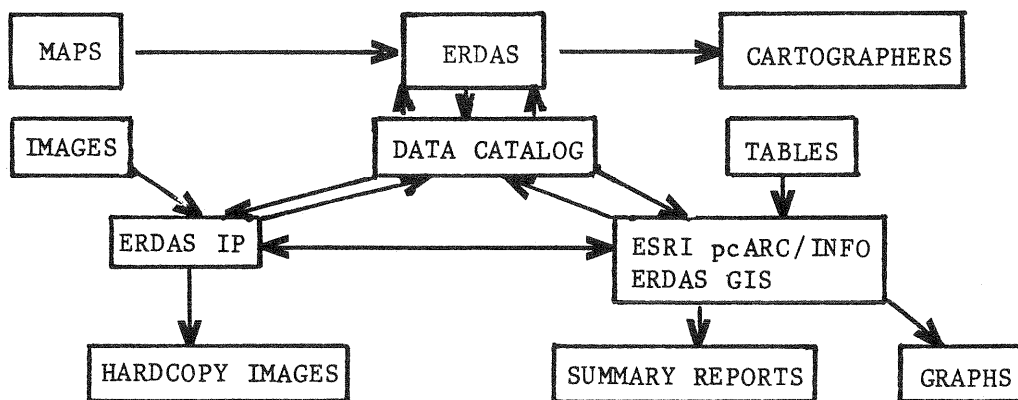 MAPS
ERDAS
CARTOGRAPHERS
IMAGES
DATA CATALOG
TABLES
ERDAS IP
ESRI pcARC/INFO
ERDAS GIS
HARDCOPY IMAGES
SUMMARY REPORTS
GRAPHS